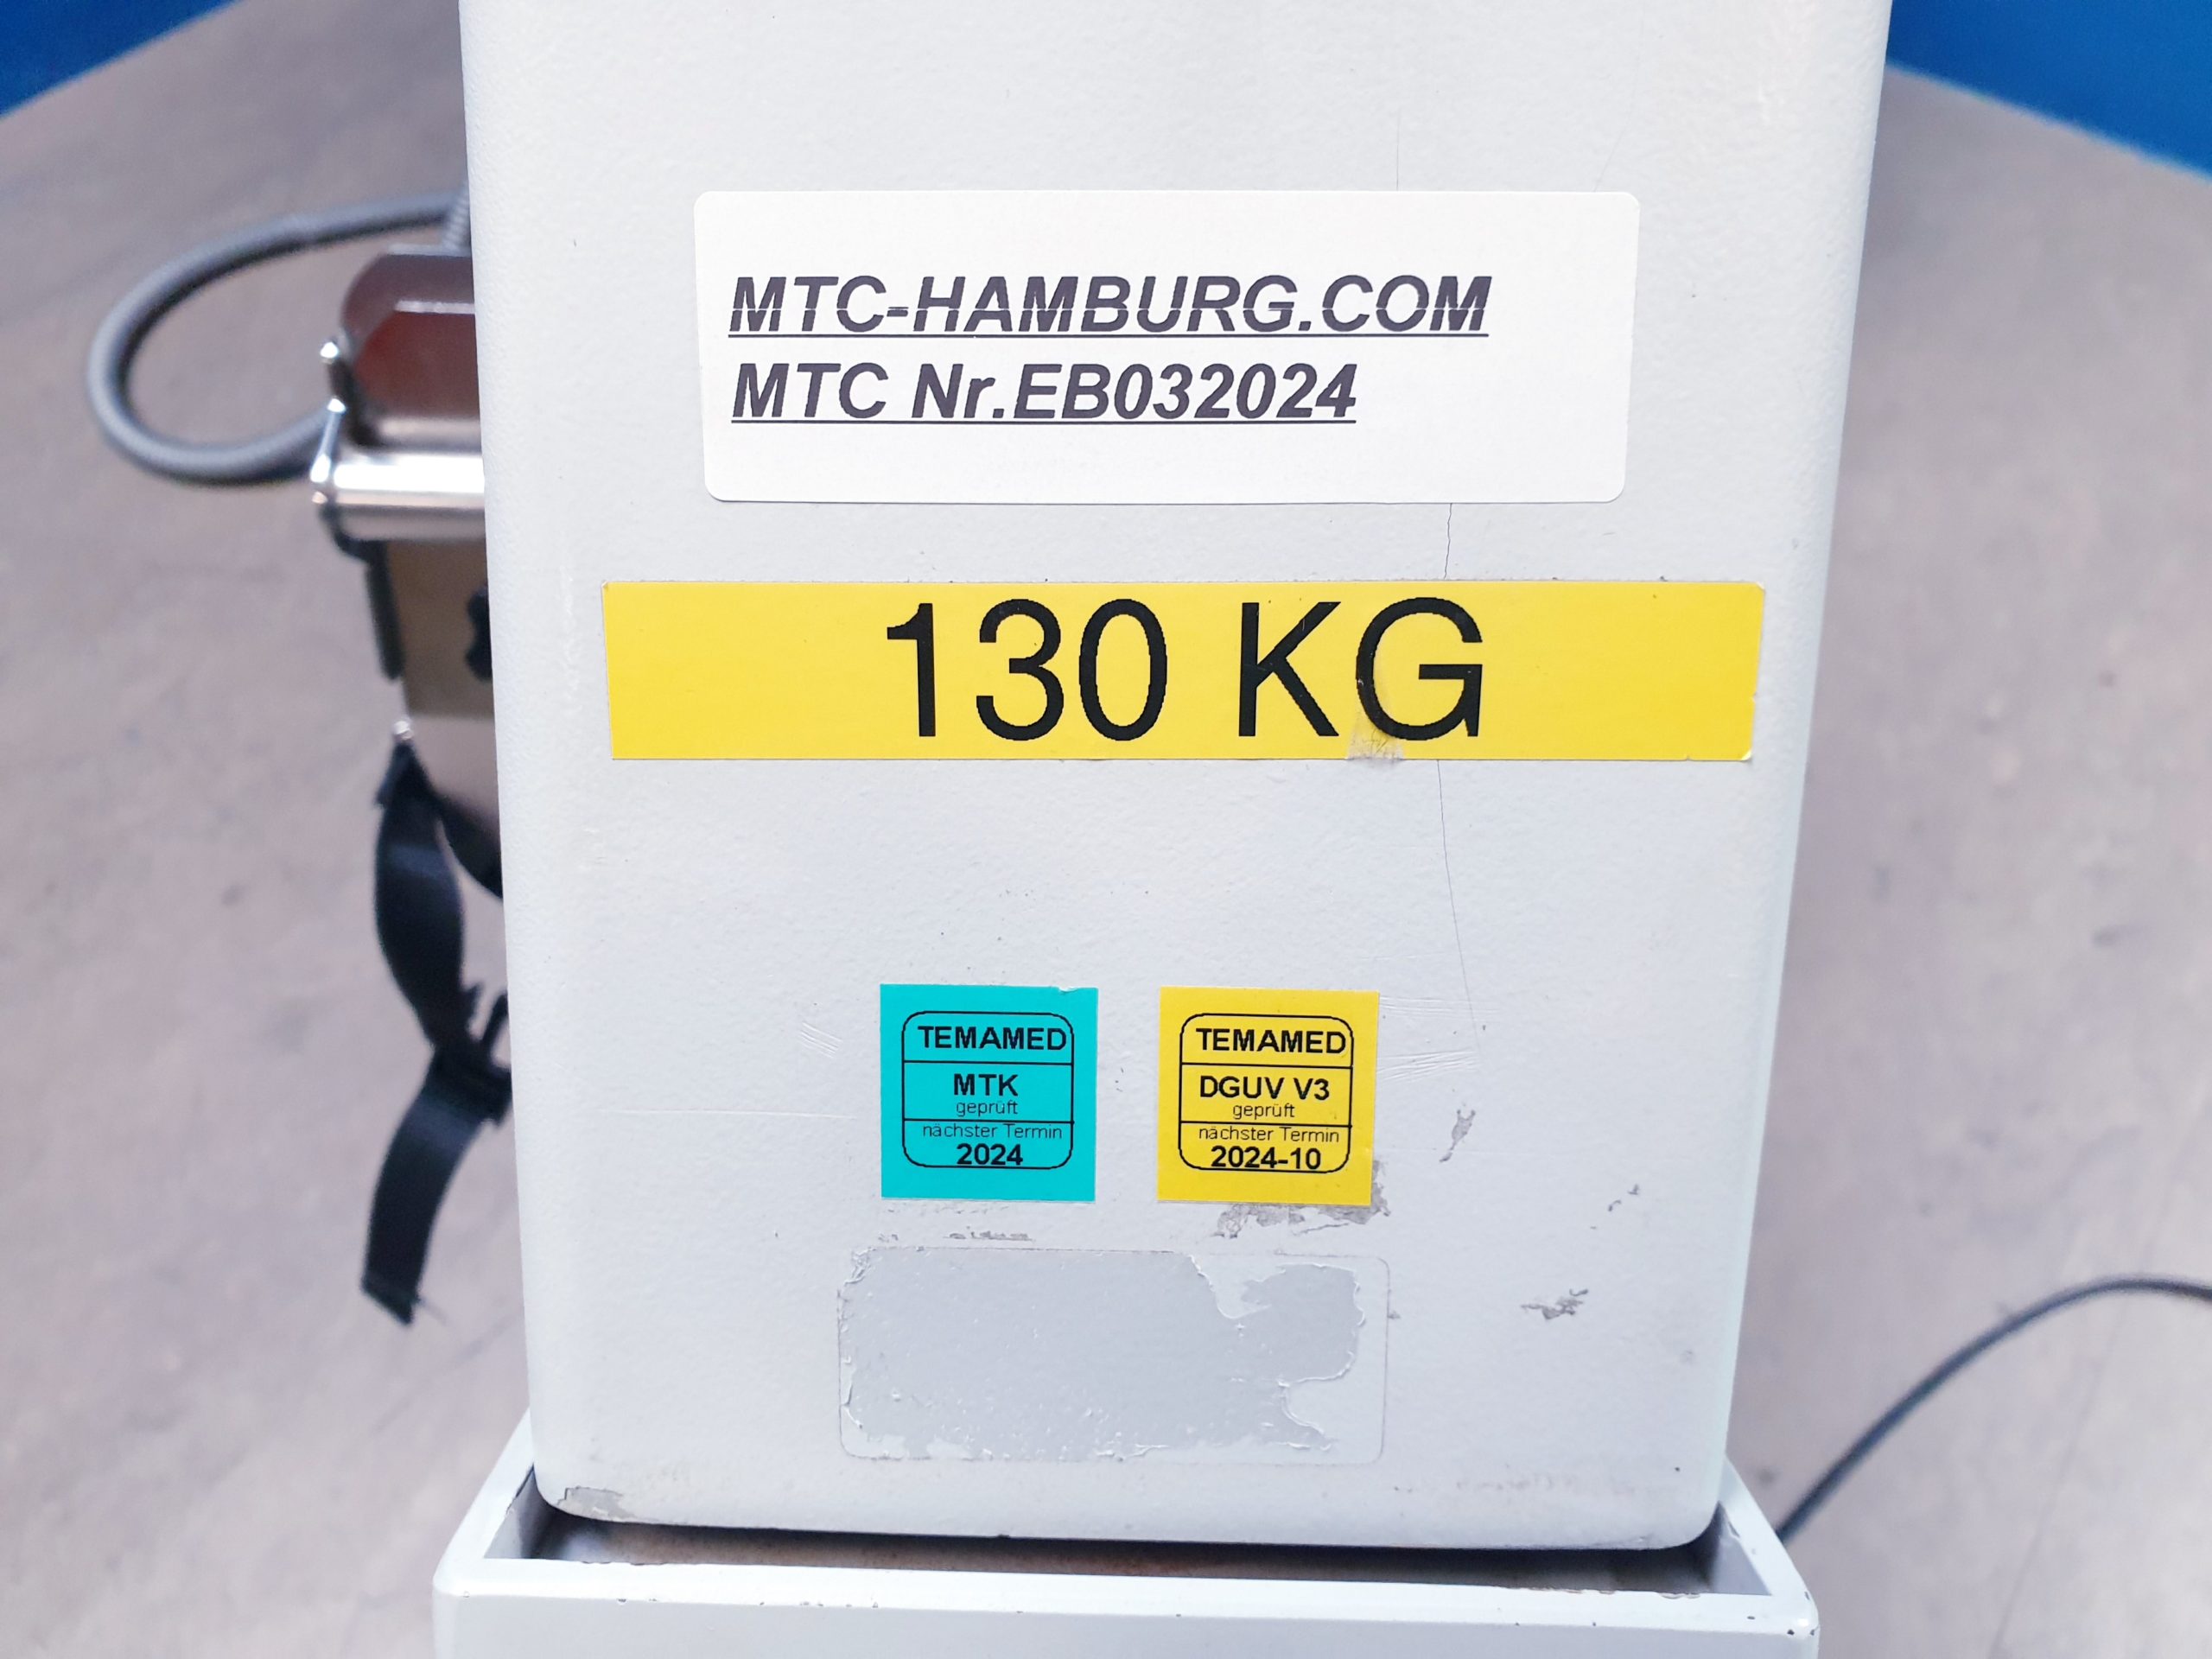 MTC-HAMBURG.COM
MTC Nr.EB032024
130 KG
TEMAMED
MTK
geprüft
nächster Termin
2024
TEMAMED
DGUV V3
geprüft
nächster Termin
2024-10